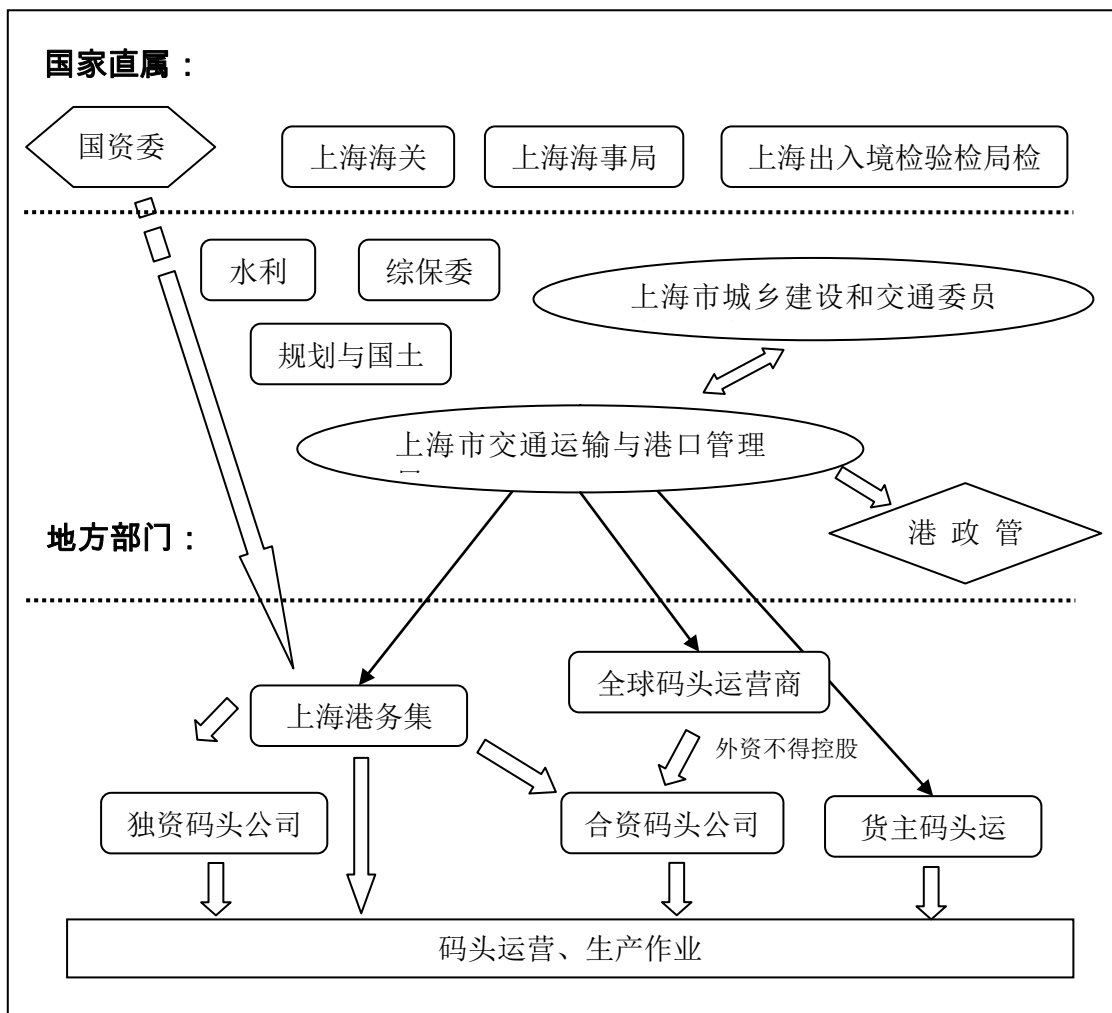 国家直属：
国资委
上海海关
上海海事局
上海出入境检验检局检
水利
综保委
上海市城乡建设和交通委员
规划与国土
上海市交通运输与港口管理
地方部门：
港 政 管
全球码头运营商
上海港务集
外资不得控股
独资码头公司
合资码头公司
货主码头运
码头运营、生产作业